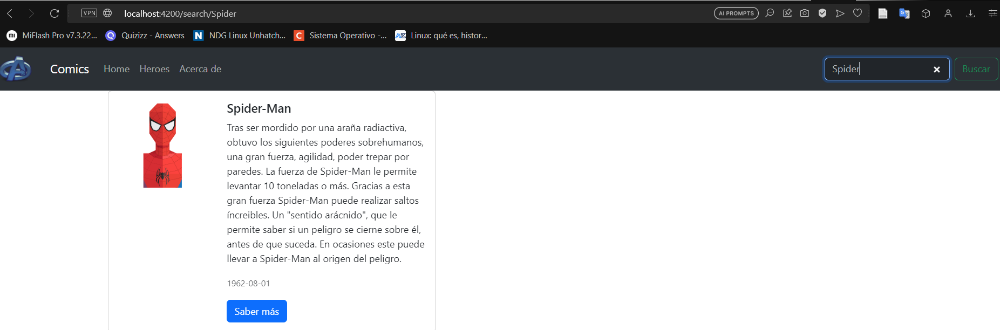 VPN localhost:4200/search/Spider AI PROMPTS
MiFlash Pro v7.3.22... Quizizz - Answers NDG Linux Unhatch... Sistema Operativo -... Linux: qué es, histor...
Comics Home Heroes Acerca de Spider Buscar
Spider-Man
Tras ser mordido por una araña radiactiva,
obtuvo los siguientes poderes sobrehumanos,
una gran fuerza, agilidad, poder trepar por
paredes. La fuerza de Spider-Man le permite
levantar 10 toneladas o más. Gracias a esta
gran fuerza Spider-Man puede realizar saltos
íncreibles. Un "sentido arácnido", que le
permite saber si un peligro se cierne sobre él,
antes de que suceda. En ocasiones este puede
llevar a Spider-Man al origen del peligro.
1962-08-01
Saber más